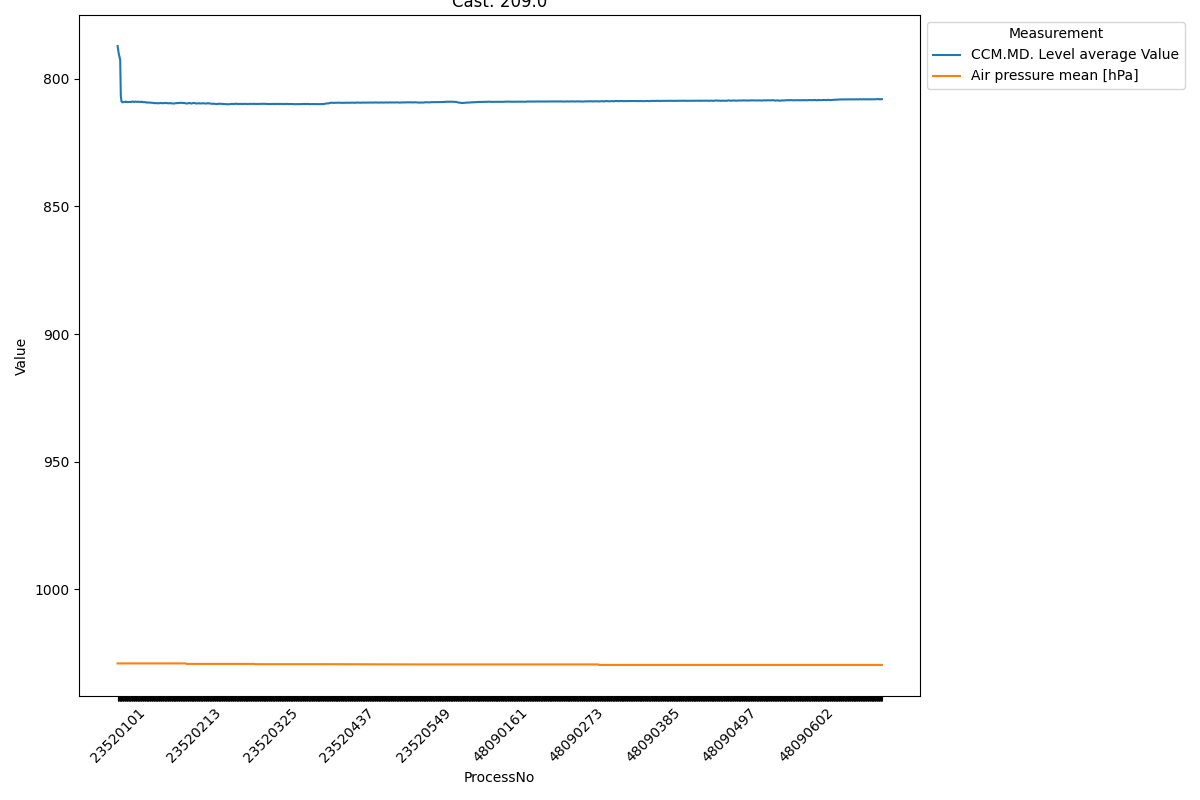 Cast: 209.0
Measurement
CCM.MD. Level average Value
Air pressure mean [hPa]
800
850
900
950
1000
Value
23520101
23520213
23520325
23520437
23520549
48090161
48090273
48090385
48090497
48090602
ProcessNo